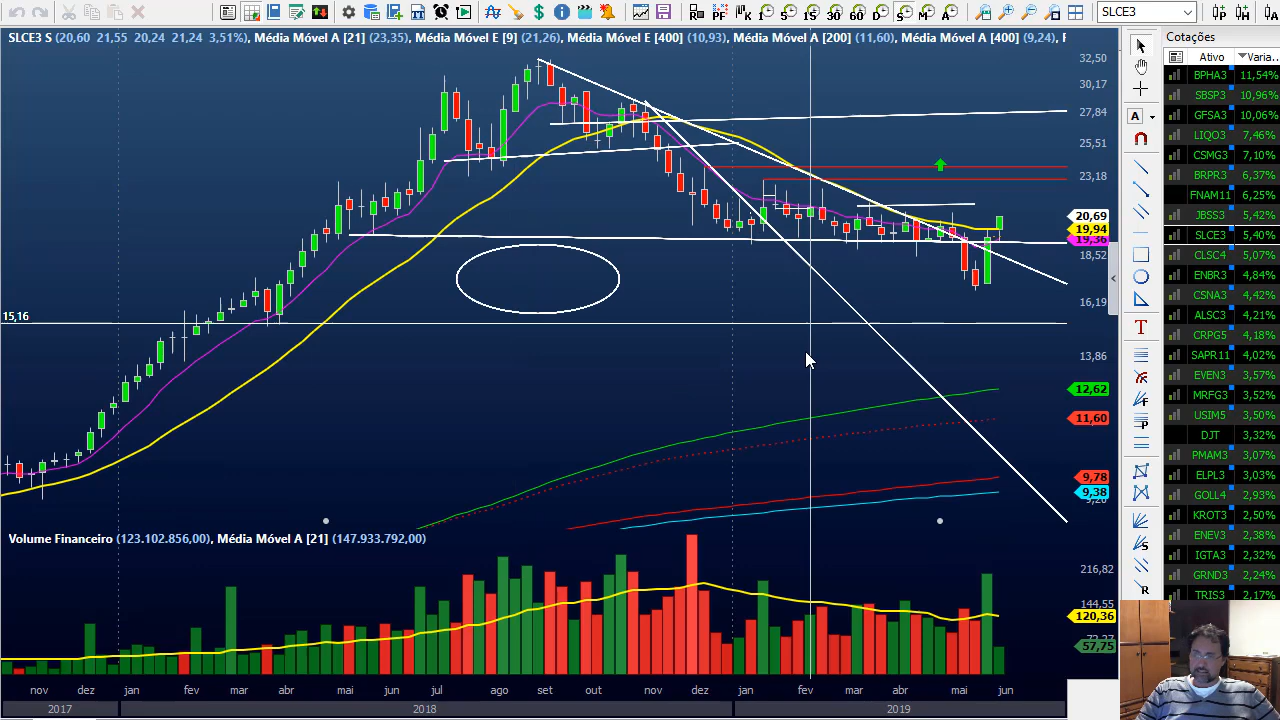 R PF K 1 5 15 30 60 D S M A SLCE3 P H
SLCE3 S (20,60 21,55 20,24 21,24 3,51%), Média Móvel A [21] (23,35), Média Móvel E [9] (21,26), Média Móvel E [400] (10,93), Média Móvel A [200] (11,60), Média Móvel A [400] (9,24), F
32,50
30,17
27,84
25,51
23,18
20,69
19,94
19,36
18,52
16,19
15,16
13,86
12,62
11,60
9,78
9,38
Volume Financeiro (123.102.856,00), Média Móvel A [21] (147.933.792,00)
216,82
144,55
120,36
57,75
nov dez jan fev mar abr mai jun jul ago set out nov dez jan fev mar abr mai jun
2017 2018 2019
A
T
F
P
S
R
Cotações
Ativo Varia..
BPHA3 11,54%
SBSP3 10,96%
GFSA3 10,06%
LIQO3 7,46%
CSMG3 7,10%
BRPR3 6,37%
FNAM11 6,25%
JBSS3 5,42%
SLCE3 5,40%
CLSC4 5,07%
ENBR3 4,84%
CSNA3 4,42%
ALSC3 4,21%
CRPG5 4,18%
SAPR11 4,02%
EVEN3 3,57%
MRFG3 3,52%
USIM5 3,50%
DJT 3,32%
PMAM3 3,07%
ELPL3 3,03%
GOLL4 2,93%
KROT3 2,50%
ENEV3 2,38%
IGTA3 2,32%
GRND3 2,24%
TRIS3 2,17%